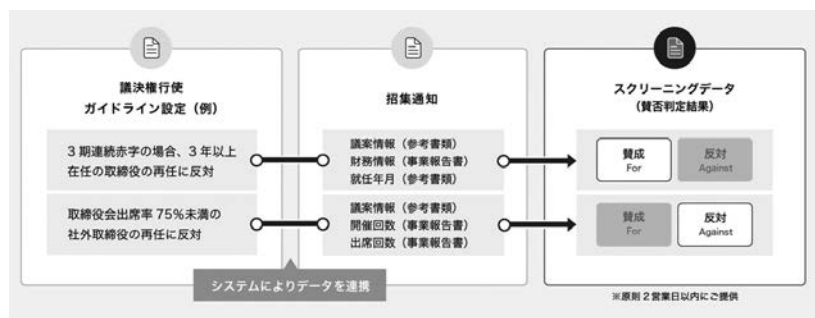 議決権行使
ガイドライン設定（例）
3期連続赤字の場合、3年以上
在任の取締役の再任に反対
取締役会出席率75%未満の
社外取締役の再任に反対
招集通知
議案情報（参考書類）
財務情報（事業報告書）
就任年月（参考書類）
議案情報（参考書類）
開催回数（事業報告書）
出席回数（事業報告書）
システムによりデータを連携
スクリーニングデータ
（賛否判定結果）
賛成
For
反対
Against
賛成
For
反対
Against
※原則2営業日以内にご提供